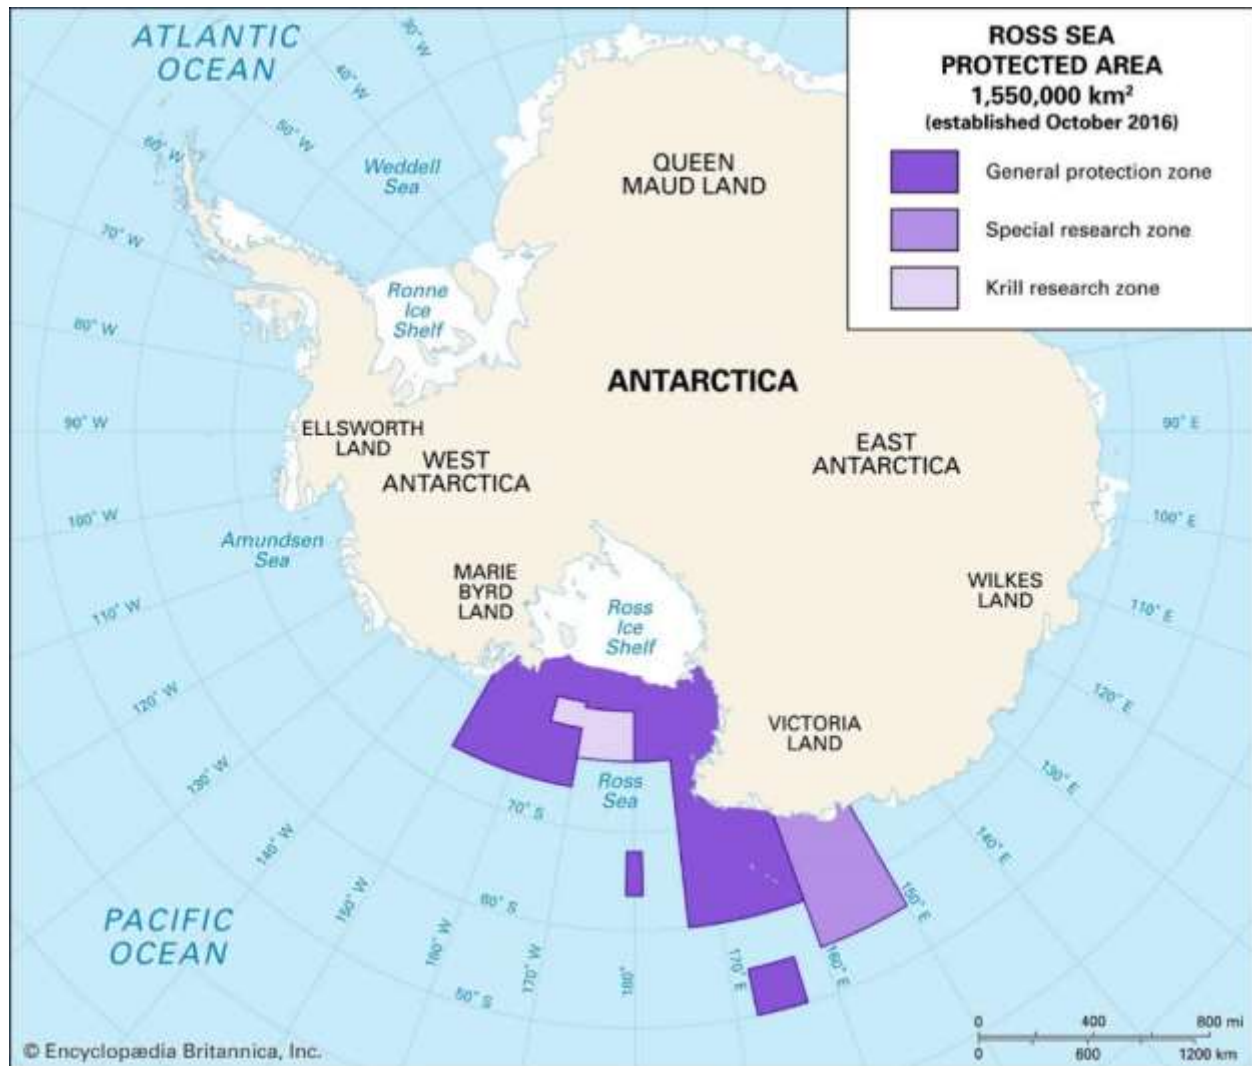 ATLANTIC
OCEAN
30° W
40° W
50° W
60° W
70° W
80° W
90° W
100° W
110° W
120° W
130° W
140° W
150° W
160° W
170° W
180°
170° E
160° E
150° E
140° E
130° E
120° E
110° E
100° E
90° E
Weddell
Sea
QUEEN
MAUD LAND
Ronne
Ice
Shelf
ANTARCTICA
ELLSWORTH
LAND
WEST
ANTARCTICA
EAST
ANTARCTICA
Amundsen
Sea
MARIE
BYRD
LAND
Ross
Ice
Shelf
WILKES
LAND
VICTORIA
LAND
Ross
Sea
70° S
60° S
50° S
PACIFIC
OCEAN
ROSS SEA
PROTECTED AREA
1,550,000 km²
(established October 2016)
General protection zone
Special research zone
Krill research zone
0 400 800 mi
0 600 1200 km
© Encyclopædia Britannica, Inc.